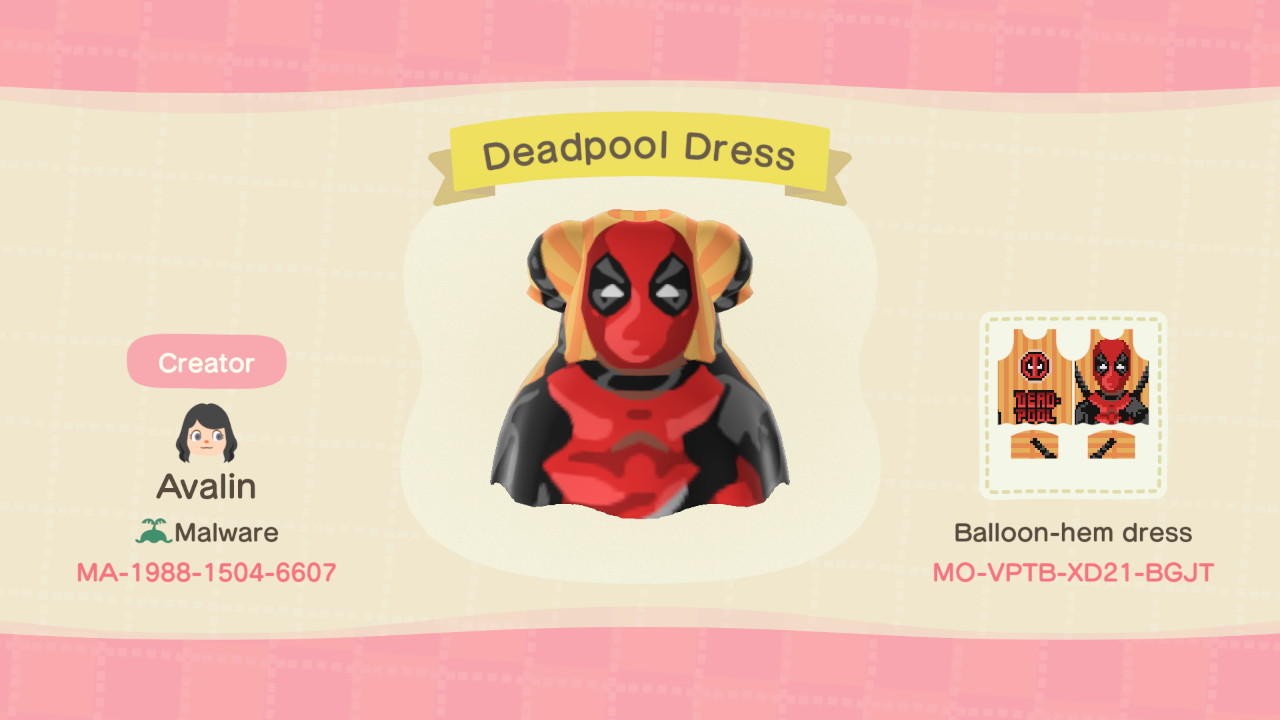 Deadpool Dress
Creator
Avalin
Malware
MA-1988-1504-6607
DEAD-
POOL
Balloon-hem dress
MO-VPTB-XD21-BGJT